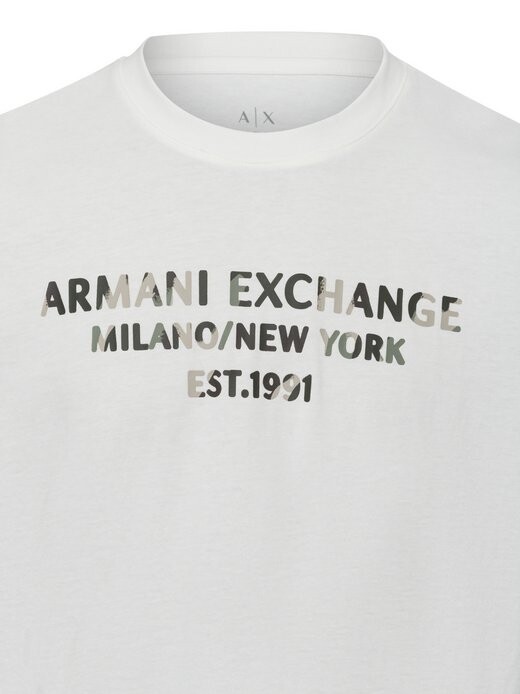 A|X
ARMANI EXCHANGE
MILANO/NEW YORK
EST.1991